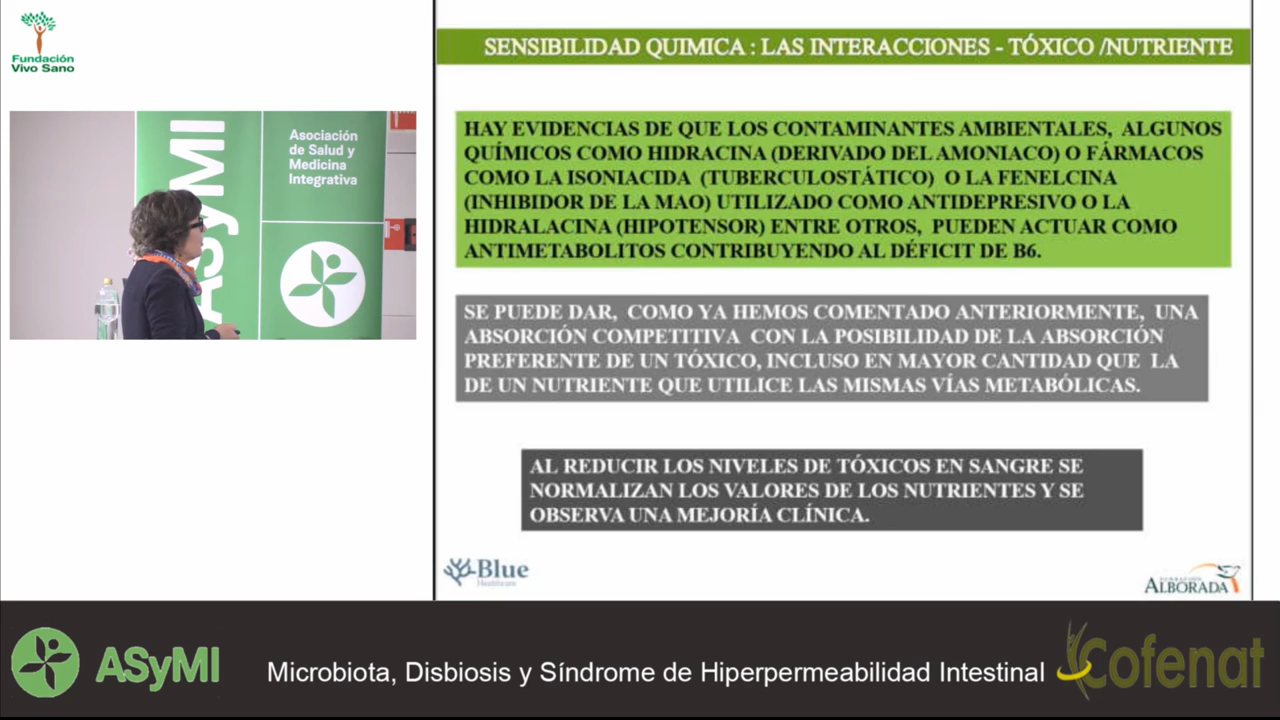 Fundación
Vivo Sano
ASyMI
Asociación
de Salud y
Medicina
Integrativa
SENSIBILIDAD QUIMICA : LAS INTERACCIONES - TÓXICO /NUTRIENTE
HAY EVIDENCIAS DE QUE LOS CONTAMINANTES AMBIENTALES, ALGUNOS
QUÍMICOS COMO HIDRACINA (DERIVADO DEL AMONIACO) O FÁRMACOS
COMO LA ISONIACIDA (TUBERCULOSTÁTICO) O LA FENELCINA
(INHIBIDOR DE LA MAO) UTILIZADO COMO ANTIDEPRESIVO O LA
HIDRALACINA (HIPOTENSOR) ENTRE OTROS, PUEDEN ACTUAR COMO
ANTIMETABOLITOS CONTRIBUYENDO AL DÉFICIT DE B6.
SE PUEDE DAR, COMO YA HEMOS COMENTADO ANTERIORMENTE, UNA
ABSORCIÓN COMPETITIVA CON LA POSIBILIDAD DE LA ABSORCIÓN
PREFERENTE DE UN TÓXICO, INCLUSO EN MAYOR CANTIDAD QUE LA
DE UN NUTRIENTE QUE UTILICE LAS MISMAS VÍAS METABÓLICAS.
AL REDUCIR LOS NIVELES DE TÓXICOS EN SANGRE SE
NORMALIZAN LOS VALORES DE LOS NUTRIENTES Y SE
OBSERVA UNA MEJORÍA CLÍNICA.
Blue
Healthcare
FUNDACIÓN
ALBORADA
ASyMI
Microbiota, Disbiosis y Síndrome de Hiperpermeabilidad Intestinal
Cofenat